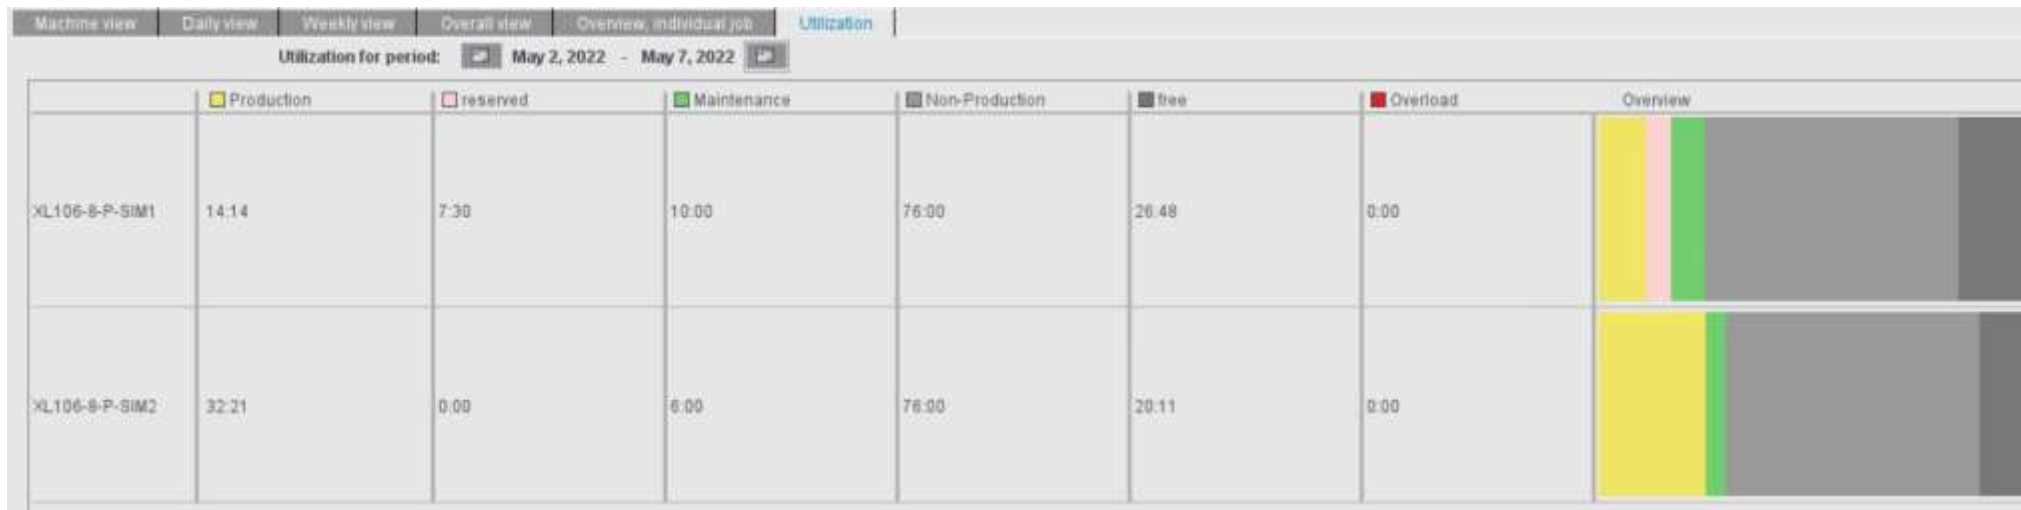 Machine view Daily view Weekly view Overall view Overview, individual job Utilization
Utilization for period: May 2, 2022 - May 7, 2022
Production reserved Maintenance Non-Production free Overload Overview
XL106-8-P-SIM1 14:14 7:30 10:00 76:00 26:48 0:00
XL106-8-P-SIM2 32:21 0:00 6:00 76:00 20:11 0:00